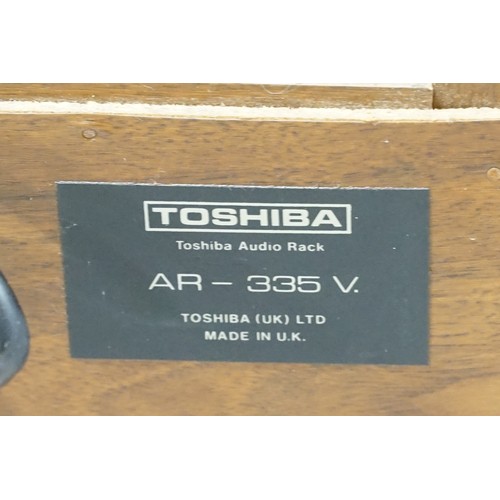 TOSHIBA
Toshiba Audio Rack
AR - 335 V.
TOSHIBA (UK) LTD
MADE IN U.K.